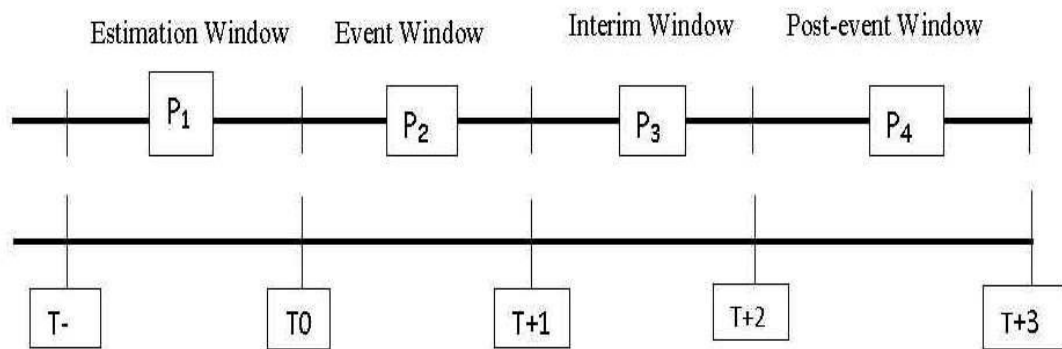 Estimation Window Event Window Interim Window Post-event Window
P₁ P₂ P₃ P₄
T- T0 T+1 T+2 T+3